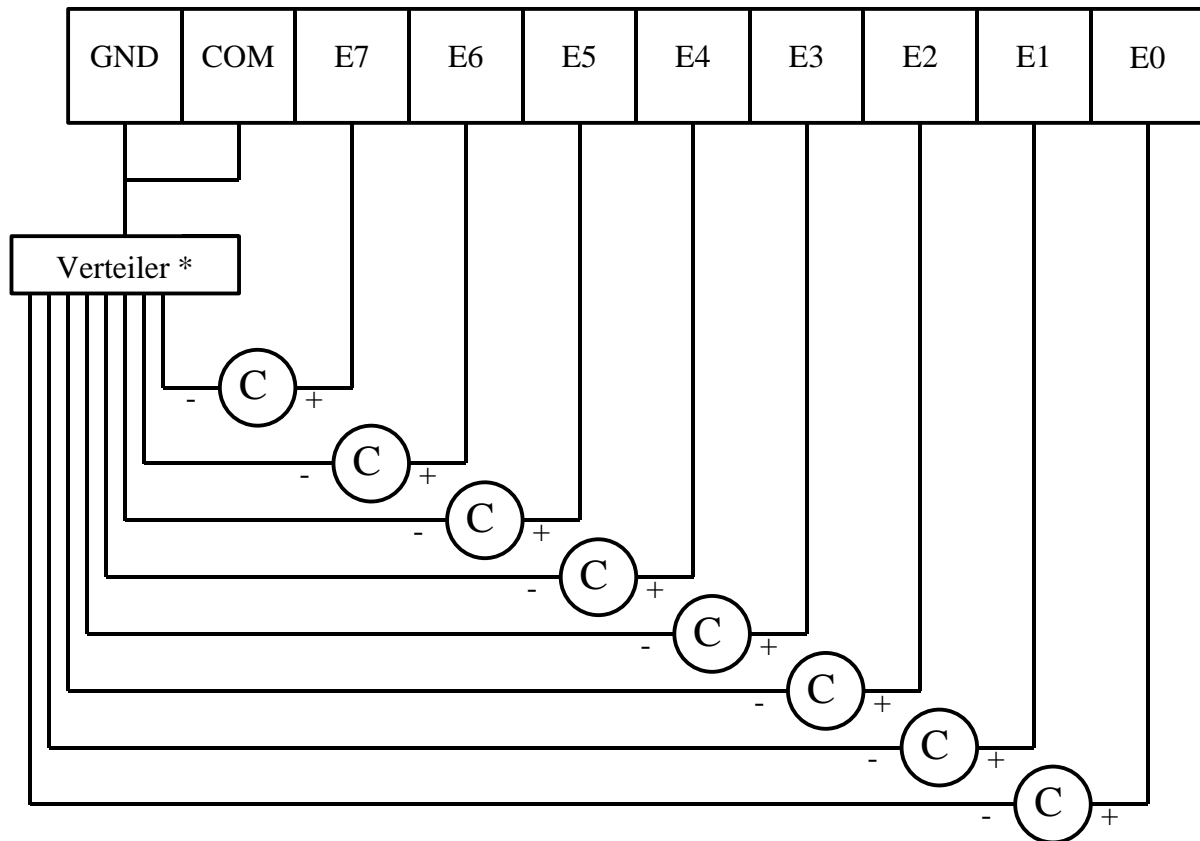 GND COM E7 E6 E5 E4 E3 E2 E1 E0
Verteiler *
- C +
- C +
- C +
- C +
- C +
- C +
- C +
- C +